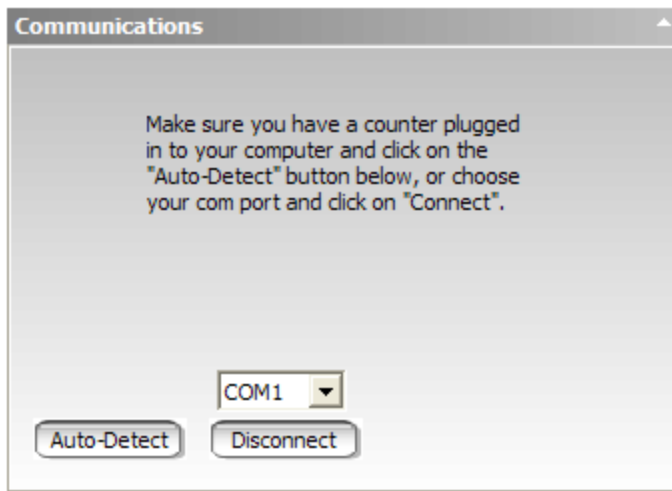 Communications
Make sure you have a counter plugged
in to your computer and click on the
"Auto-Detect" button below, or choose
your com port and click on "Connect".
COM1
Auto-Detect
Disconnect